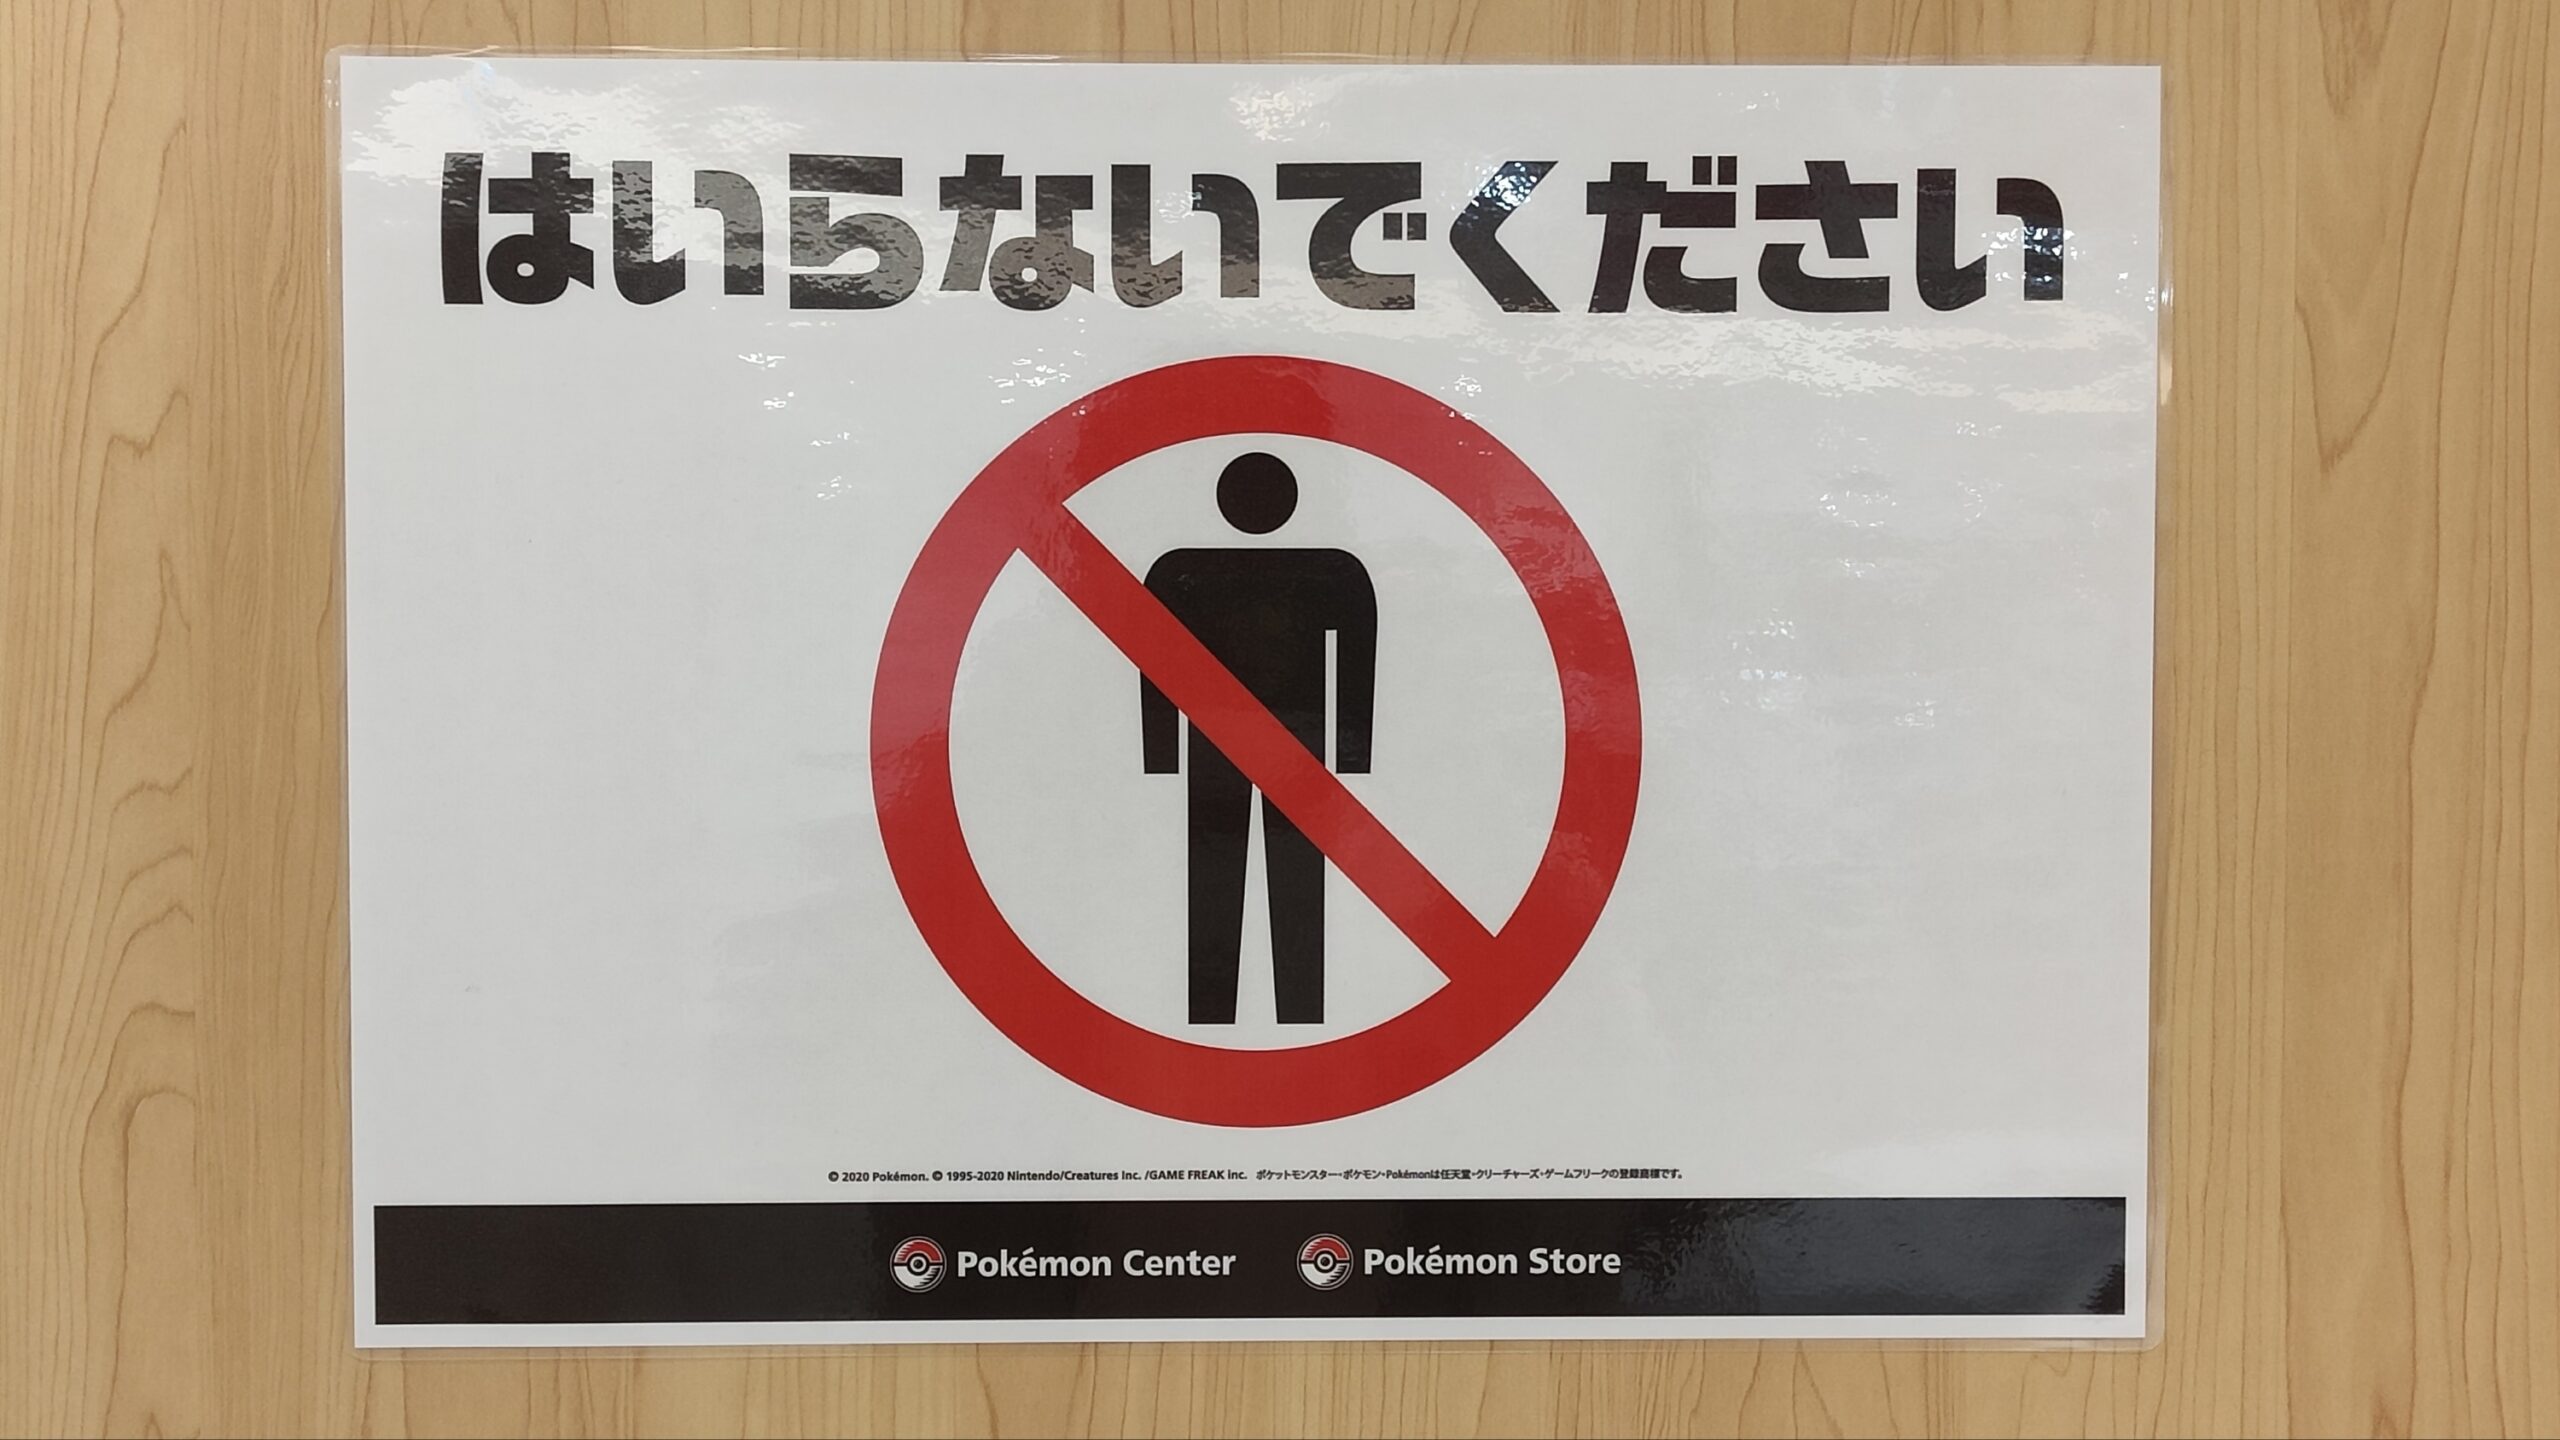 はいらないでください
© 2020 Pokémon. © 1995-2020 Nintendo/Creatures Inc. /GAME FREAK inc. ポケットモンスター・ポケモン・Pokémonは任天堂・クリーチャーズ・ゲームフリークの登録商標です。
Pokémon Center Pokémon Store